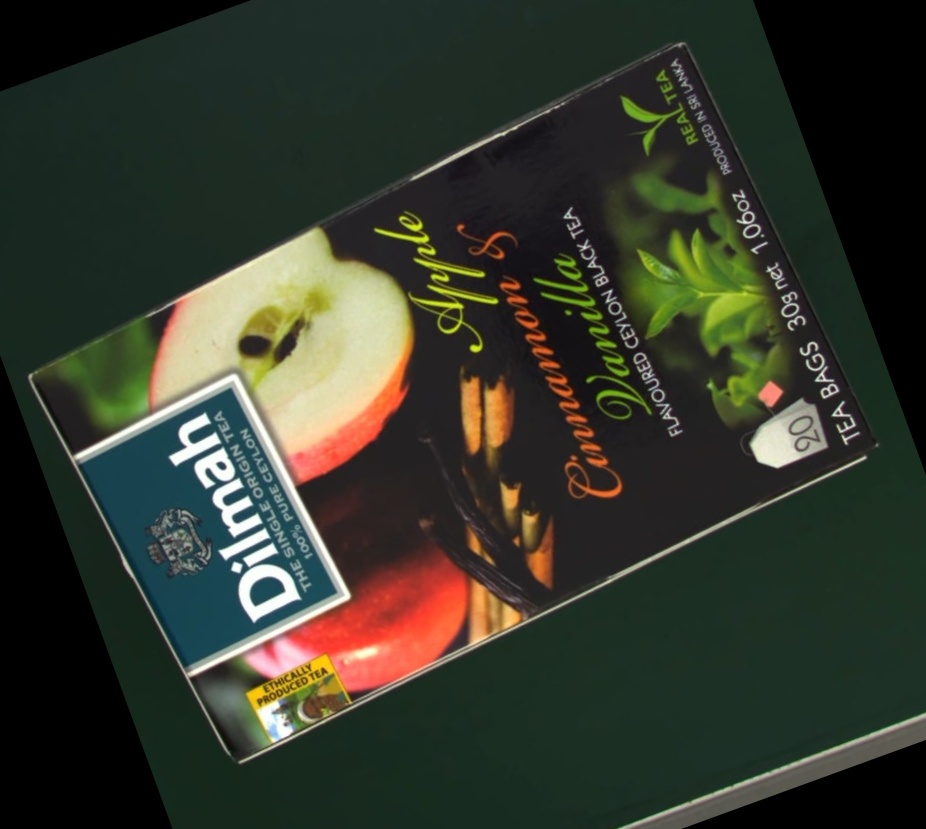 Dilmah
THE SINGLE ORIGIN TEA
100% PURE CEYLON
ETHICALLY
PRODUCED TEA
Apple
Cinnamon &
Vanilla
FLAVOURED CEYLON BLACK TEA
REAL TEA
PRODUCED IN SRI LANKA
20
TEA BAGS 30g net 1.06oz